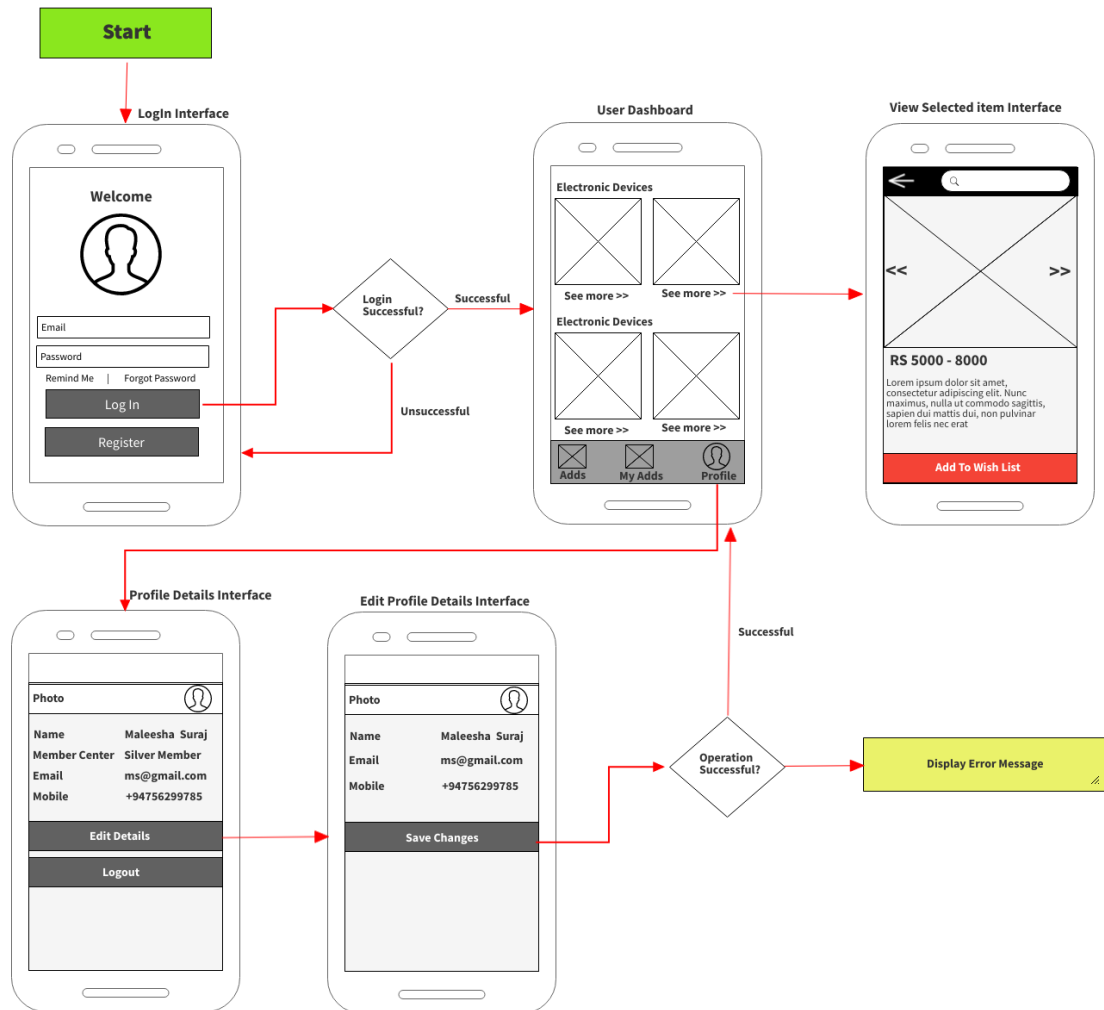 Start
LogIn Interface
Welcome
Email
Password
Remind Me | Forgot Password
Log In
Register
Login
Successful?
Successful
Unsuccessful
User Dashboard
Electronic Devices
See more >> See more >>
Electronic Devices
See more >> See more >>
Adds My Adds Profile
View Selected item Interface
<< >>
RS 5000 - 8000
Lorem ipsum dolor sit amet,
consectetur adipiscing elit. Nunc
maximus, nulla ut commodo sagittis,
sapien dui mattis dui, non pulvinar
lorem felis nec erat
Add To Wish List
Profile Details Interface
Photo
Name Maleesha Suraj
Member Center Silver Member
Email ms@gmail.com
Mobile +94756299785
Edit Details
Logout
Edit Profile Details Interface
Photo
Name Maleesha Suraj
Email ms@gmail.com
Mobile +94756299785
Save Changes
Operation
Successful?
Successful
Display Error Message